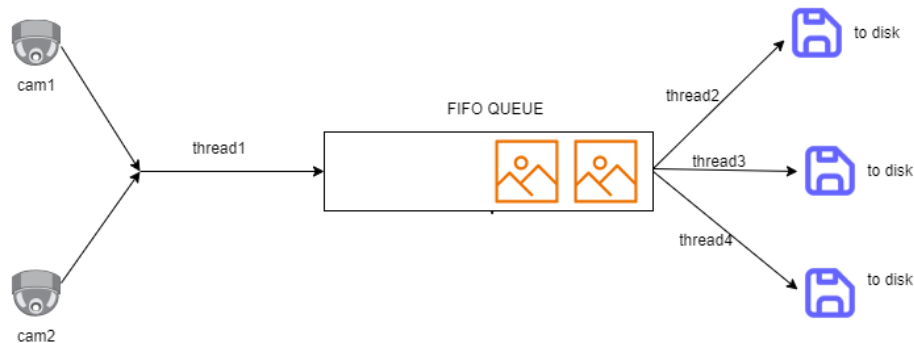 to disk
cam1
thread2
FIFO QUEUE
thread1
thread3
to disk
thread4
to disk
cam2